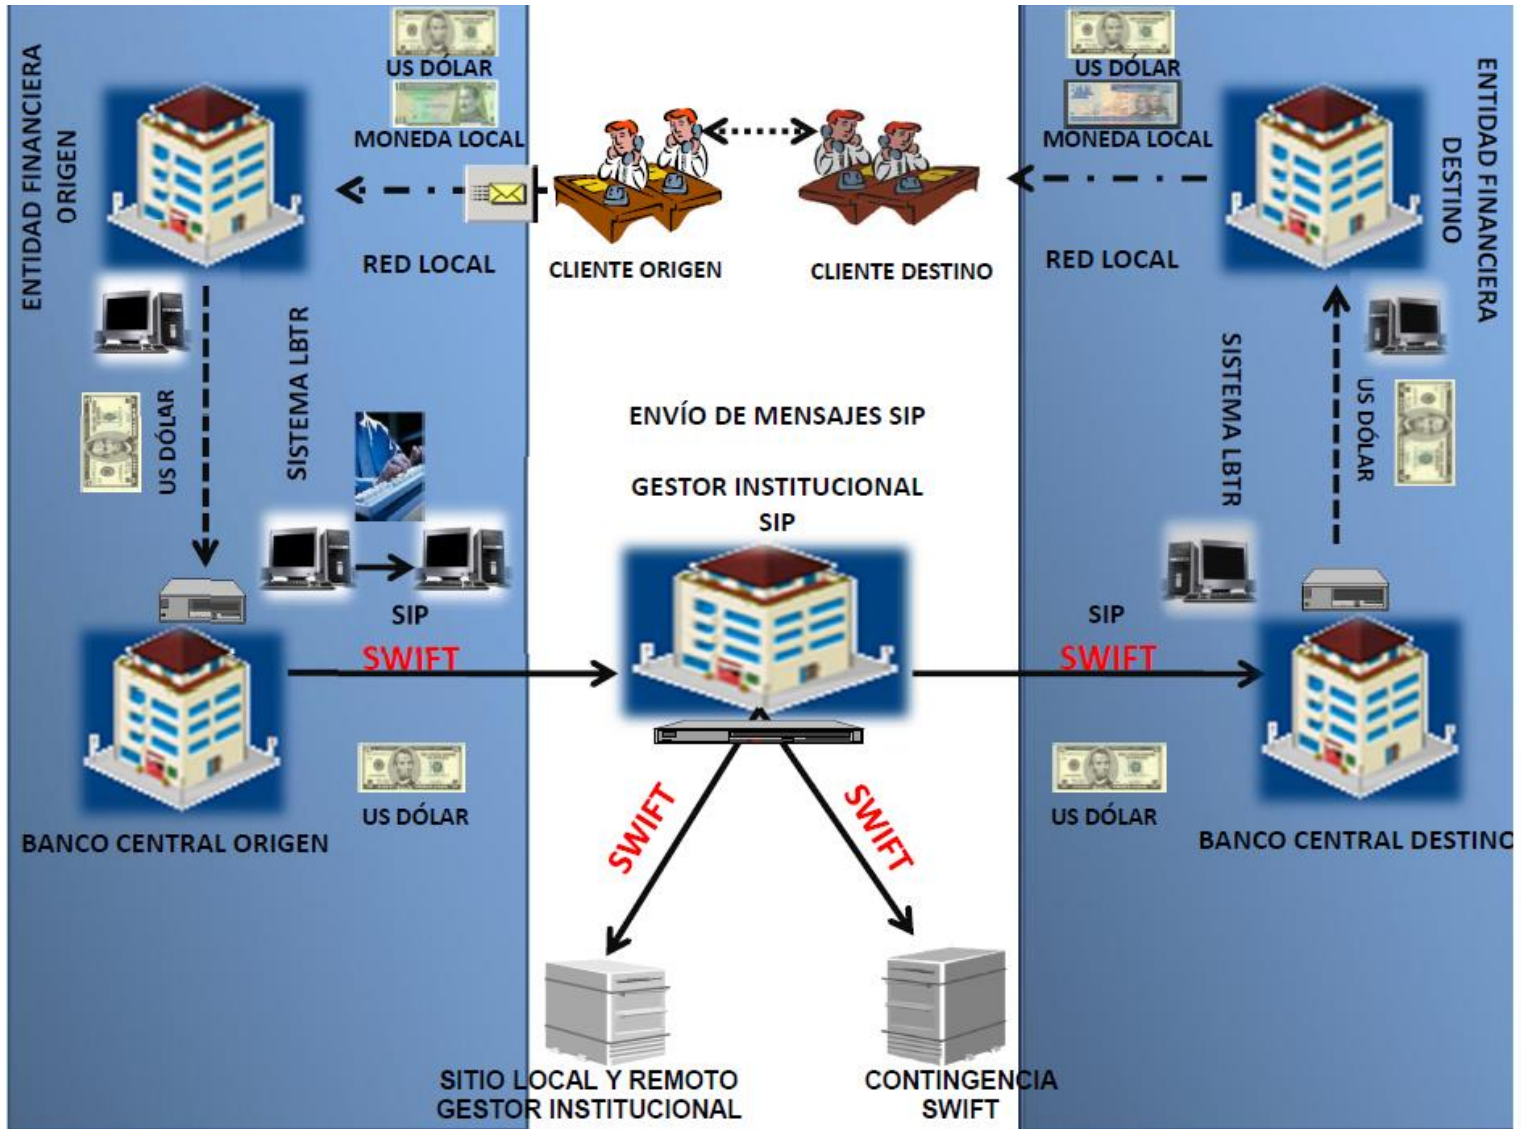 ENTIDAD FINANCIERA
ORIGEN
US DÓLAR
MONEDA LOCAL
RED LOCAL
CLIENTE ORIGEN
CLIENTE DESTINO
US DÓLAR
MONEDA LOCAL
RED LOCAL
ENTIDAD FINANCIERA
DESTINO
US DÓLAR
SISTEMA LBTR
ENVÍO DE MENSAJES SIP
GESTOR INSTITUCIONAL
SIP
SISTEMA LBTR
US DÓLAR
SIP
SWIFT
SIP
SWIFT
US DÓLAR
BANCO CENTRAL ORIGEN
SWIFT
SWIFT
US DÓLAR
BANCO CENTRAL DESTINO
SITIO LOCAL Y REMOTO
GESTOR INSTITUCIONAL
CONTINGENCIA
SWIFT